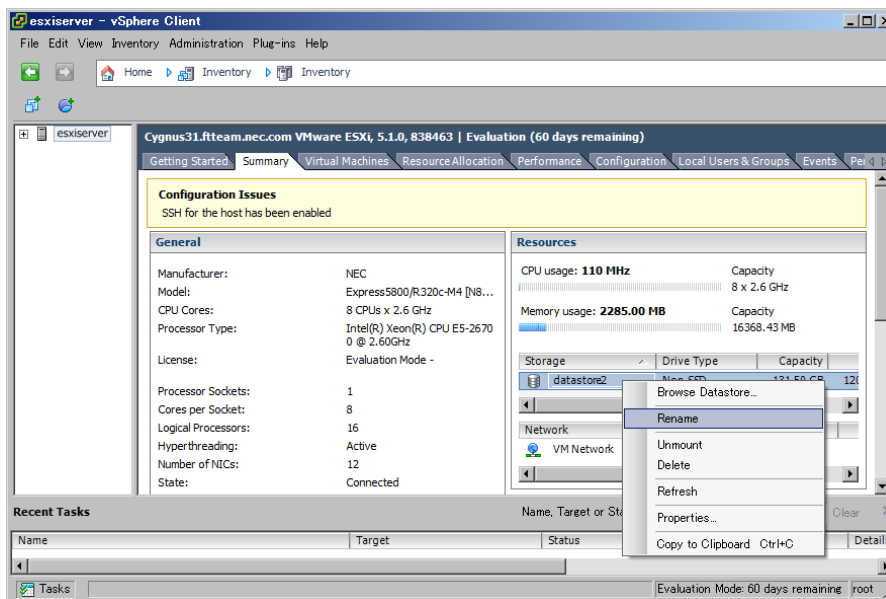 esxiserver - vSphere Client
File Edit View Inventory Administration Plug-ins Help
Home Inventory Inventory
esxiserver
Cygnus31.ftteam.nec.com VMware ESXi, 5.1.0, 838463 | Evaluation (60 days remaining)
Getting Started Summary Virtual Machines Resource Allocation Performance Configuration Local Users & Groups Events
Configuration Issues
SSH for the host has been enabled
General
Manufacturer: NEC
Model: Express5800/R320c-M4 [N8...
CPU Cores: 8 CPUs x 2.6 GHz
Processor Type: Intel(R) Xeon(R) CPU E5-2670
0 @ 2.60GHz
License: Evaluation Mode -
Processor Sockets: 1
Cores per Socket: 8
Logical Processors: 16
Hyperthreading: Active
Number of NICs: 12
State: Connected
Resources
CPU usage: 110 MHz Capacity
8 x 2.6 GHz
Memory usage: 2285.00 MB Capacity
16368.43 MB
Storage Drive Type Capacity
datastore2 Non-SSD 131.50 GB
Network
VM Network
Browse Datastore...
Rename
Unmount
Delete
Refresh
Properties...
Copy to Clipboard Ctrl+C
Recent Tasks Name, Target or Clear
Name Target Status Details
Tasks Evaluation Mode: 60 days remaining root